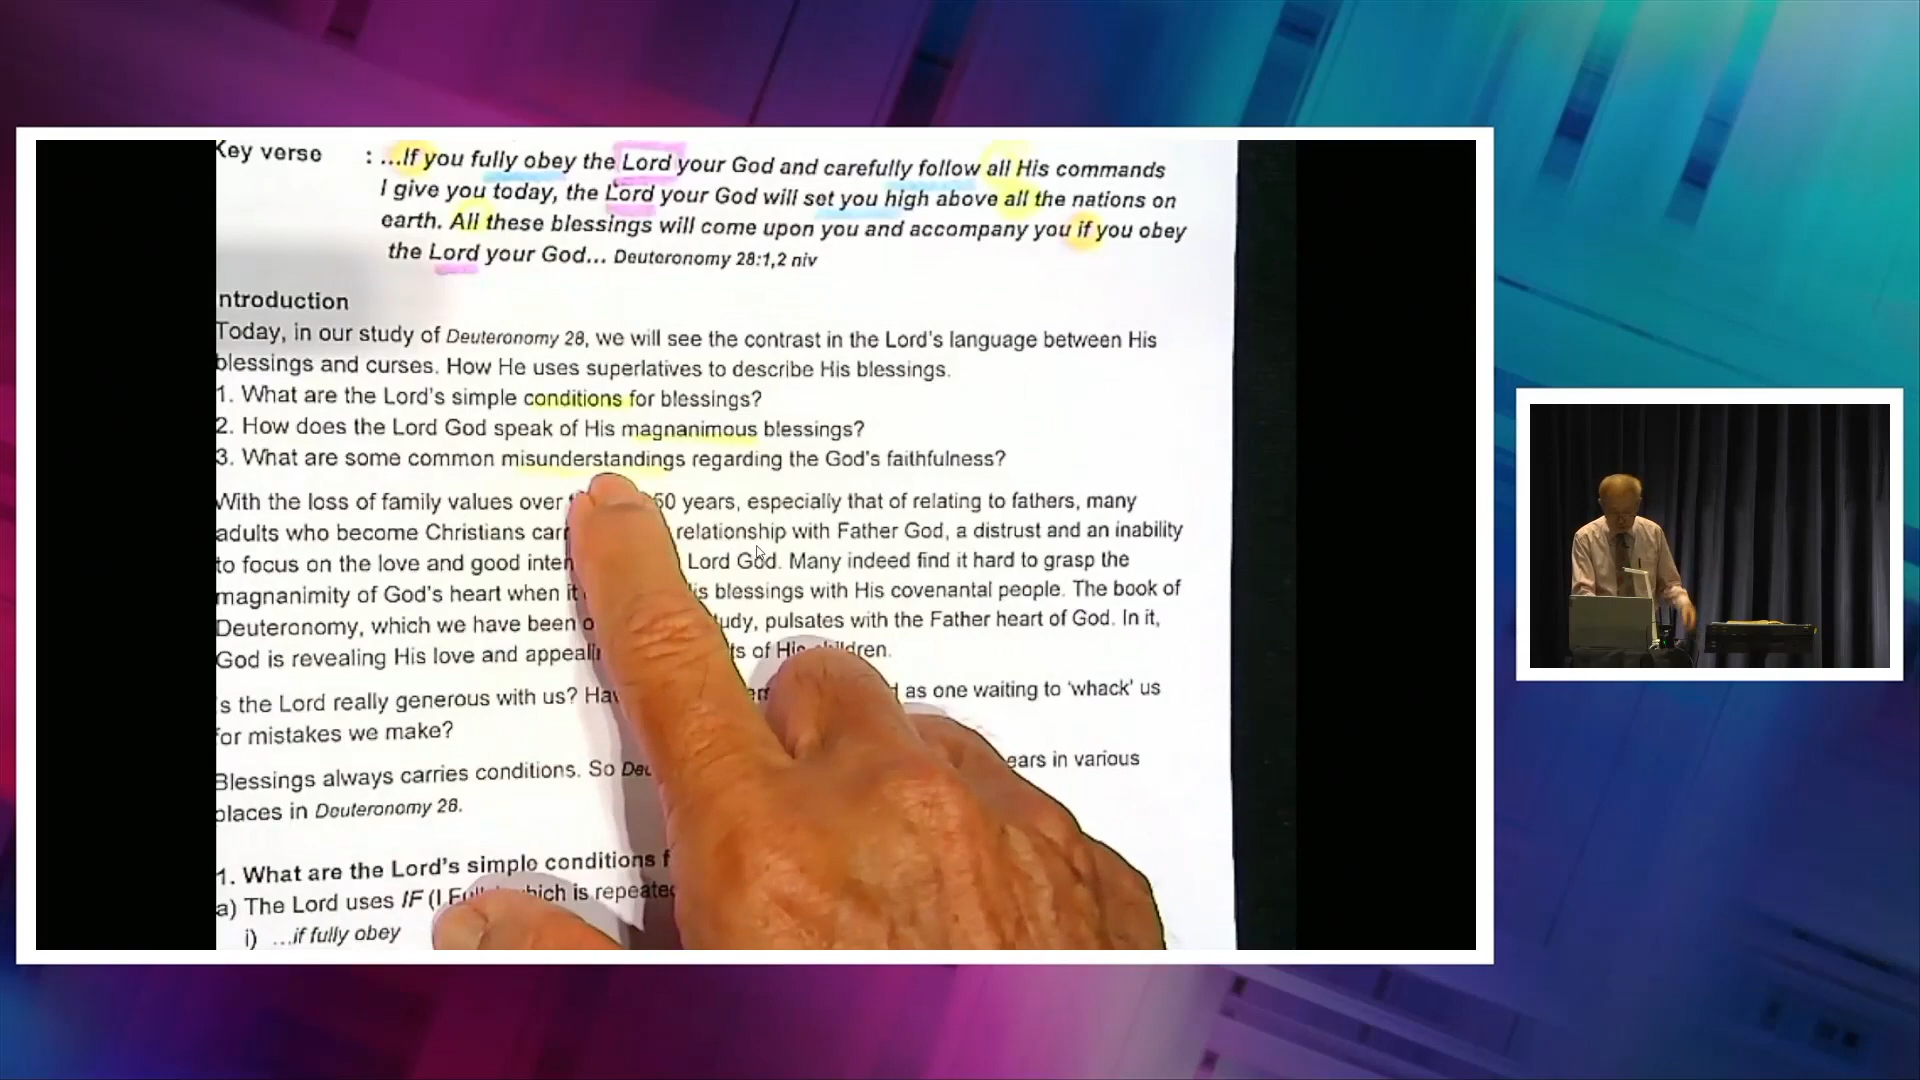 Key verse : ...If you fully obey the Lord your God and carefully follow all His commands
I give you today, the Lord your God will set you high above all the nations on
earth. All these blessings will come upon you and accompany you if you obey
the Lord your God... Deuteronomy 28:1,2 niv
ntroduction
Today, in our study of Deuteronomy 28, we will see the contrast in the Lord's language between His
blessings and curses. How He uses superlatives to describe His blessings.
1. What are the Lord's simple conditions for blessings?
2. How does the Lord God speak of His magnanimous blessings?
3. What are some common misunderstandings regarding the God's faithfulness?
With the loss of family values over 50 years, especially that of relating to fathers, many
adults who become Christians relationship with Father God, a distrust and an inability
to focus on the love and good Lord God. Many indeed find it hard to grasp the
magnanimity of God's heart when it blessings with His covenantal people. The book of
Deuteronomy, which we have been pulsates with the Father heart of God. In it,
God is revealing His love and of His children.
s the Lord really generous with us? as one waiting to 'whack' us
for mistakes we make?
Blessings always carries conditions. So in various
places in Deuteronomy 28.
1. What are the Lord's simple conditions
a) The Lord uses IF (I which is repeated
i) ...if fully obey